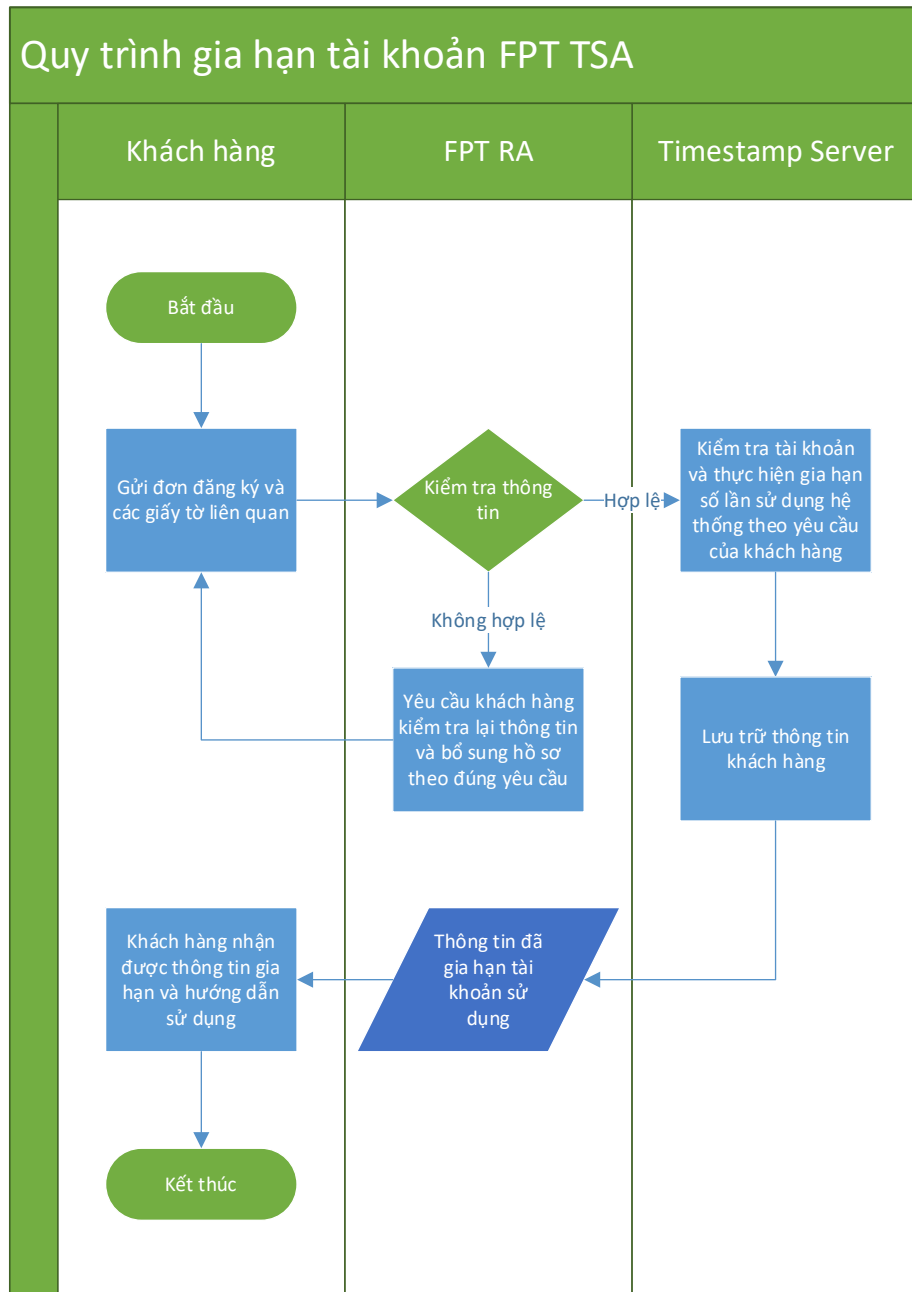 Quy trình gia hạn tài khoản FPT TSA
Khách hàng
FPT RA
Timestamp Server
Bắt đầu
Gửi đơn đăng ký và
các giấy tờ liên quan
Kiểm tra thông
tin
Hợp lệ
Kiểm tra tài khoản
và thực hiện gia hạn
số lần sử dụng hệ
thống theo yêu cầu
của khách hàng
Không hợp lệ
Yêu cầu khách hàng
kiểm tra lại thông tin
và bổ sung hồ sơ
theo đúng yêu cầu
Lưu trữ thông tin
khách hàng
Khách hàng nhận
được thông tin gia
hạn và hướng dẫn
sử dụng
Thông tin đã
gia hạn tài
khoản sử
dụng
Kết thúc